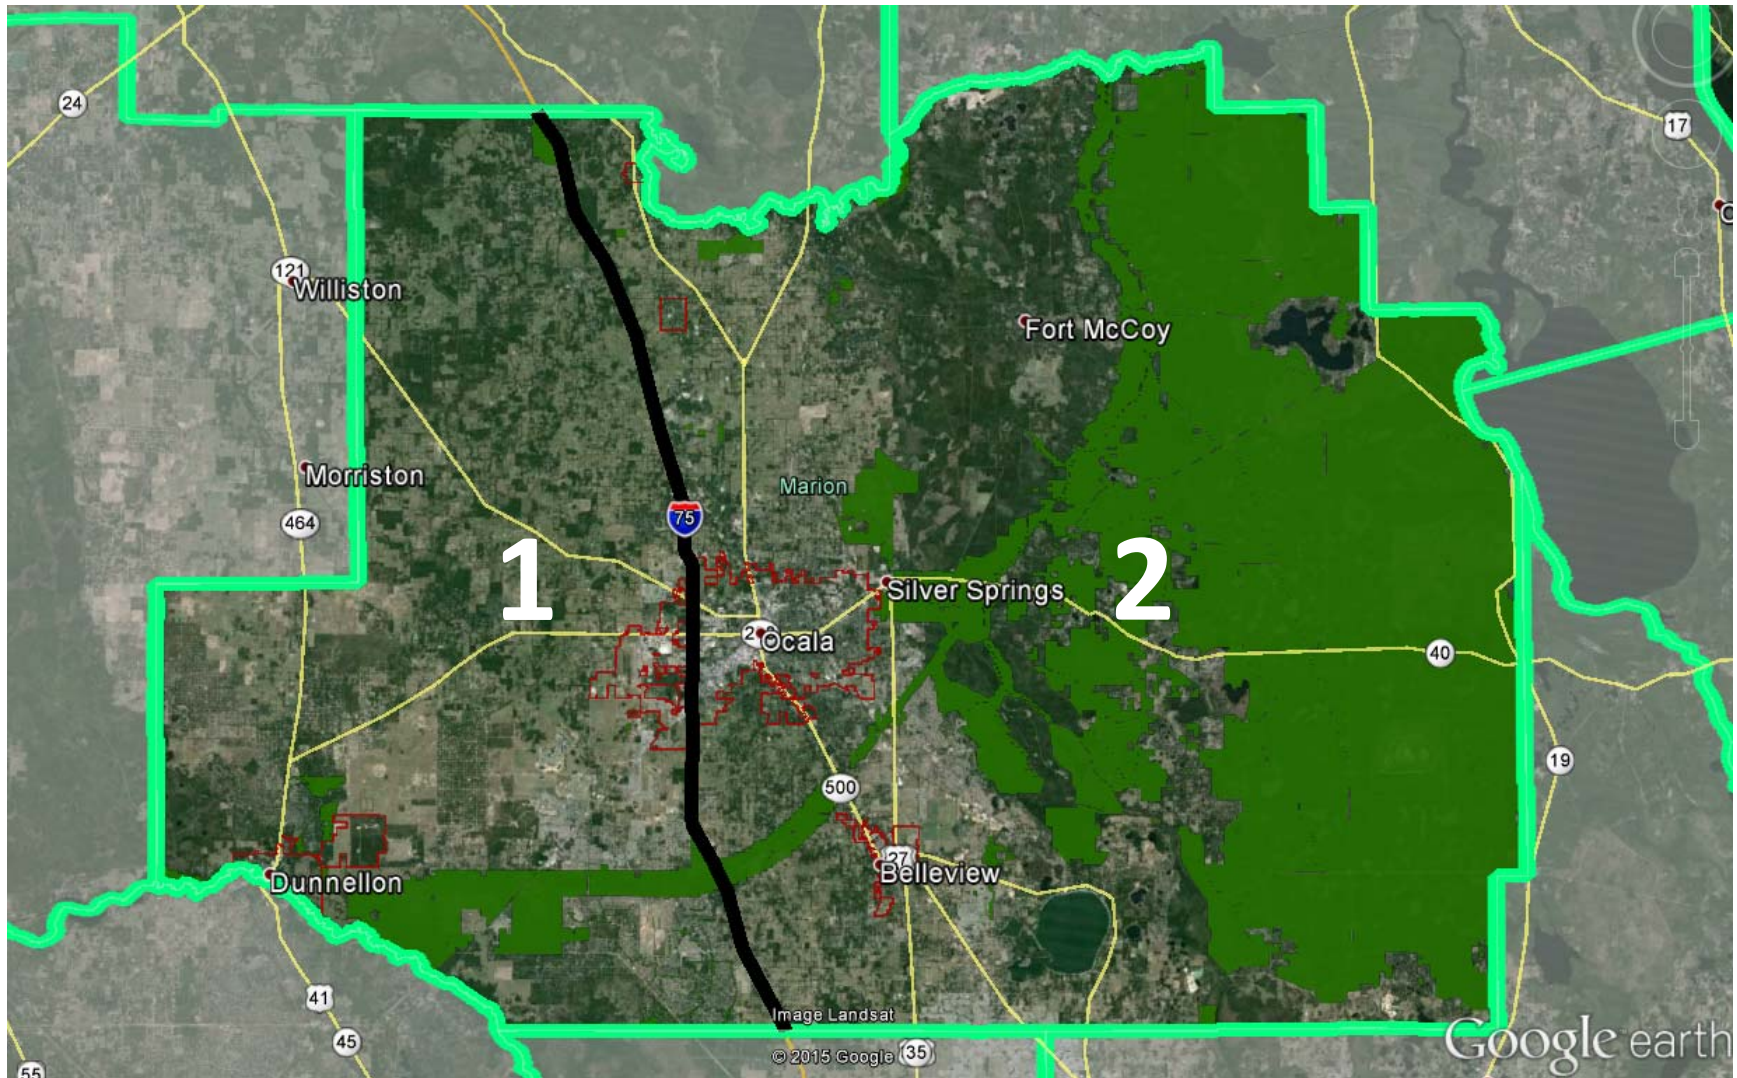 24
17
121
Williston
Fort McCoy
Morriston
Marion
464
75
1
2
Silver Springs
Ocala
40
19
500
27
Belleview
Dunnellon
41
Image Landsat
45
© 2015 Google
35
Google earth
55